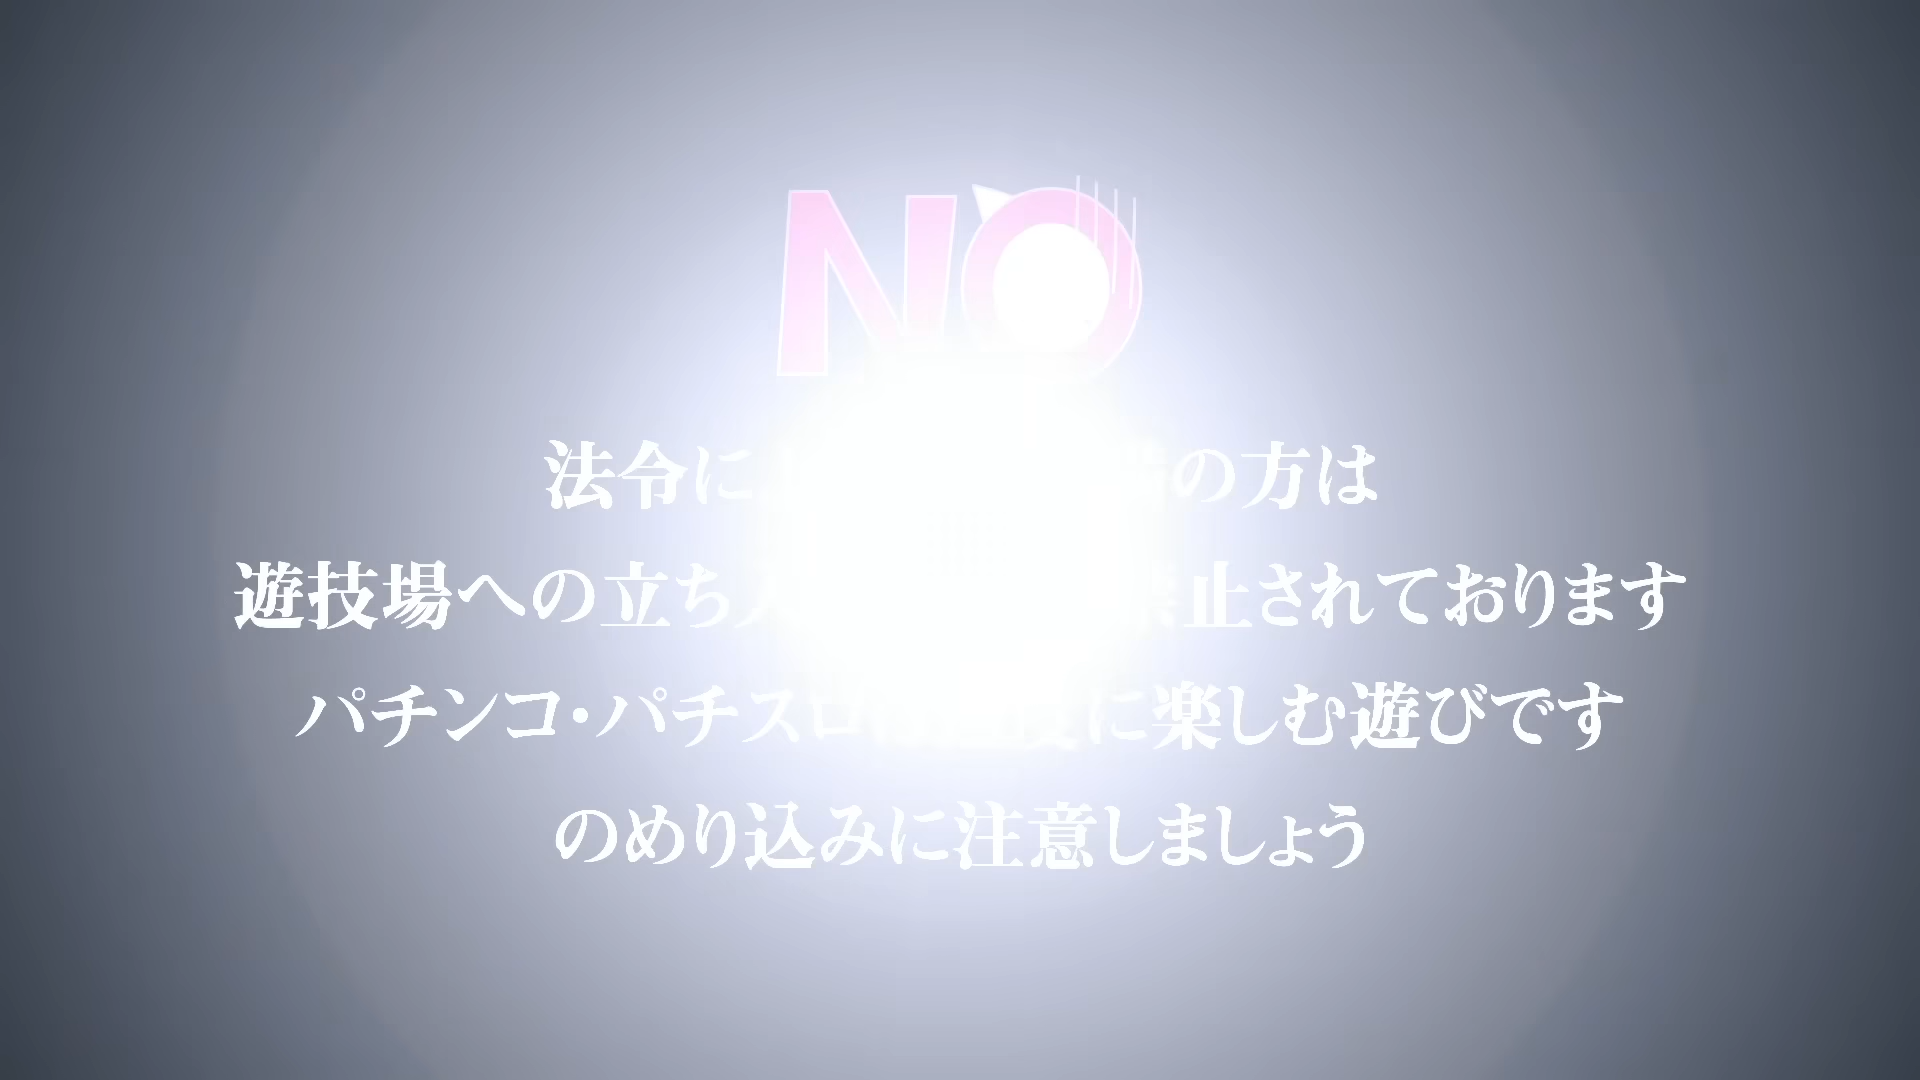 NO
法令に の方は
遊技場への立ち 止されております
パチンコ・パチスロ に楽しむ遊びです
のめり込みに注意しましょう